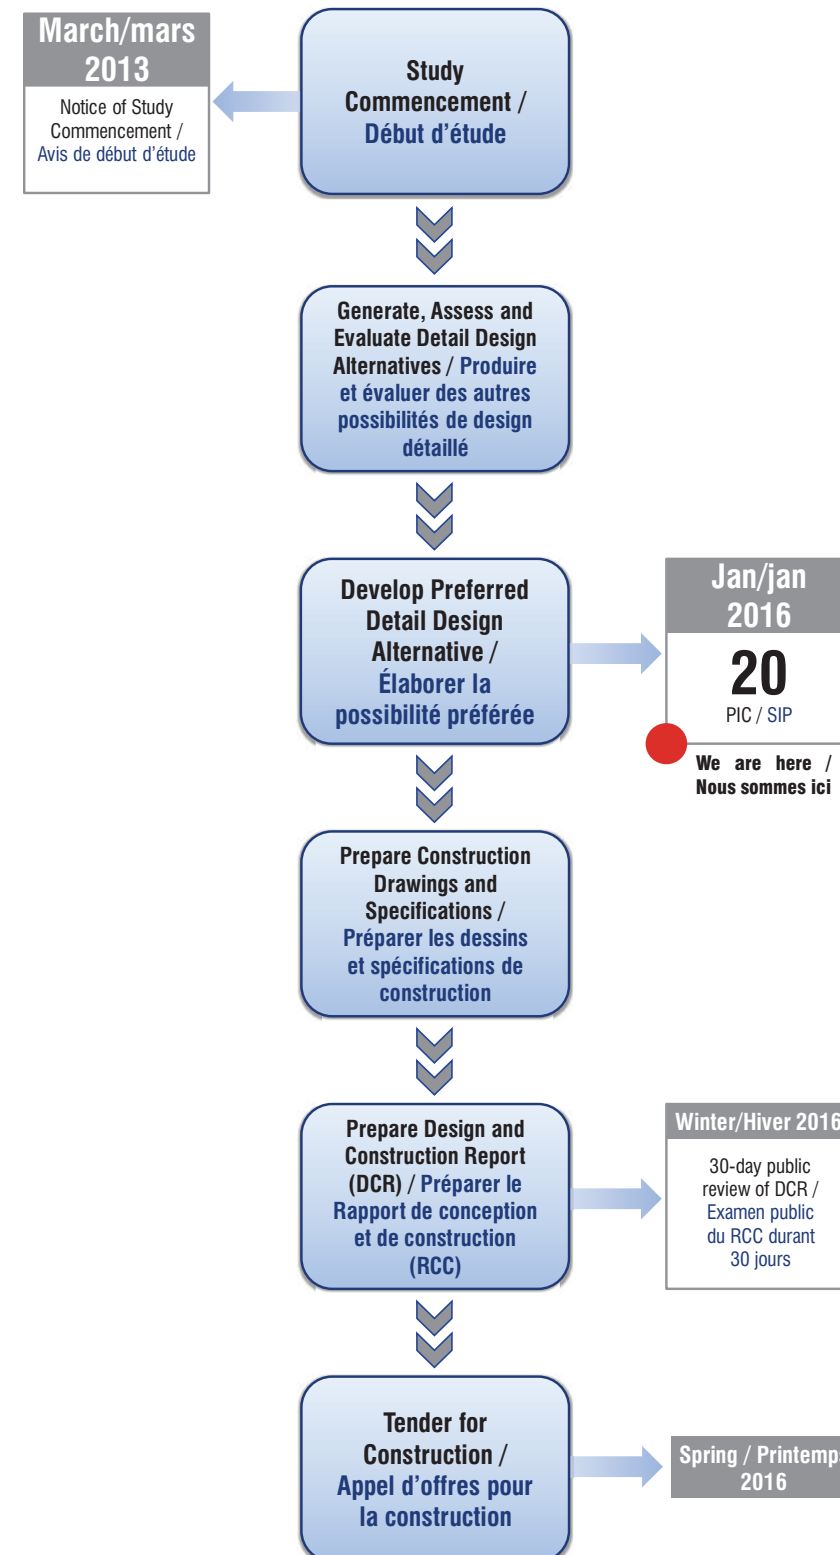 March/mars
2013
Notice of Study
Commencement /
Avis de début d’étude
Study
Commencement /
Début d’étude
Generate, Assess and
Evaluate Detail Design
Alternatives / Produire
et évaluer des autres
possibilités de design
détaillé
Develop Preferred
Detail Design
Alternative /
Élaborer la
possibilité préférée
Jan/jan
2016
20
PIC / SIP
We are here /
Nous sommes ici
Prepare Construction
Drawings and
Specifications /
Préparer les dessins
et spécifications de
construction
Prepare Design and
Construction Report
(DCR) / Préparer le
Rapport de conception
et de construction
(RCC)
Winter/Hiver 2016
30-day public
review of DCR /
Examen public
du RCC durant
30 jours
Tender for
Construction /
Appel d’offres pour
la construction
Spring / Printemps
2016